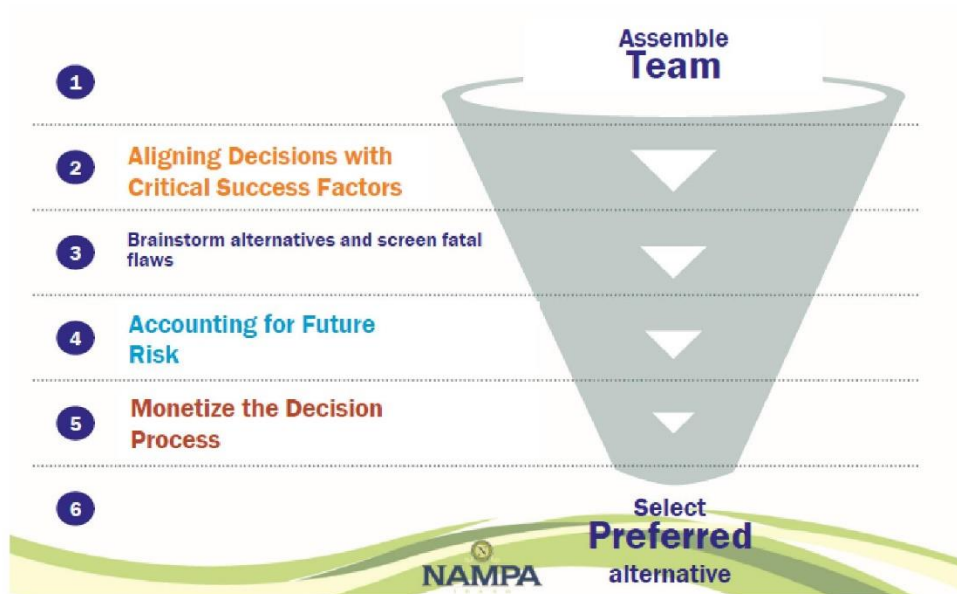 Assemble
Team
1
2
Aligning Decisions with
Critical Success Factors
3
Brainstorm alternatives and screen fatal
flaws
4
Accounting for Future
Risk
5
Monetize the Decision
Process
6
Select
Preferred
alternative
NAMPA